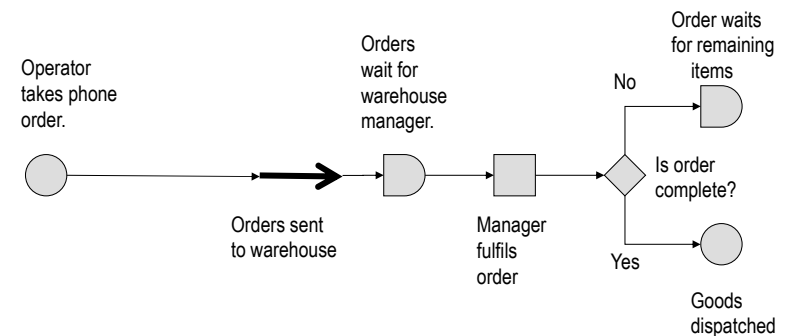 Operator
takes phone
order.
Orders sent
to warehouse
Orders
wait for
warehouse
manager.
Manager
fulfils
order
Is order
complete?
No
Order waits
for remaining
items
Yes
Goods
dispatched